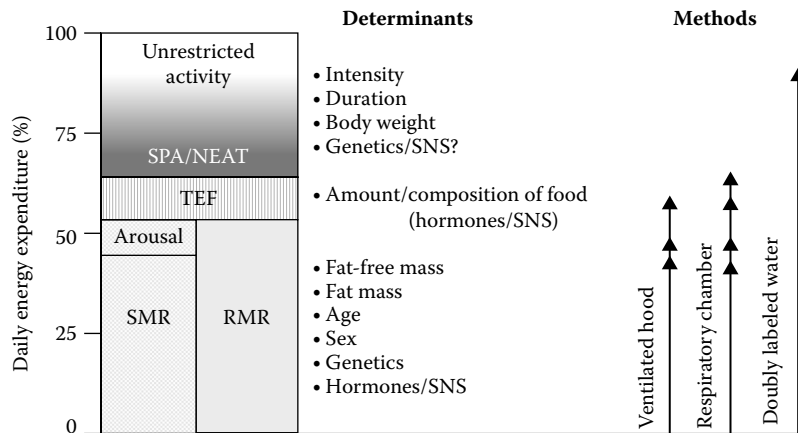 Determinants
Methods
Daily energy expenditure (%)
100
75
50
25
0
Unrestricted
activity
SPA/NEAT
TEF
Arousal
SMR
RMR
• Intensity
• Duration
• Body weight
• Genetics/SNS?
• Amount/composition of food
(hormones/SNS)
• Fat-free mass
• Fat mass
• Age
• Sex
• Genetics
• Hormones/SNS
Ventilated hood
Respiratory chamber
Doubly labeled water